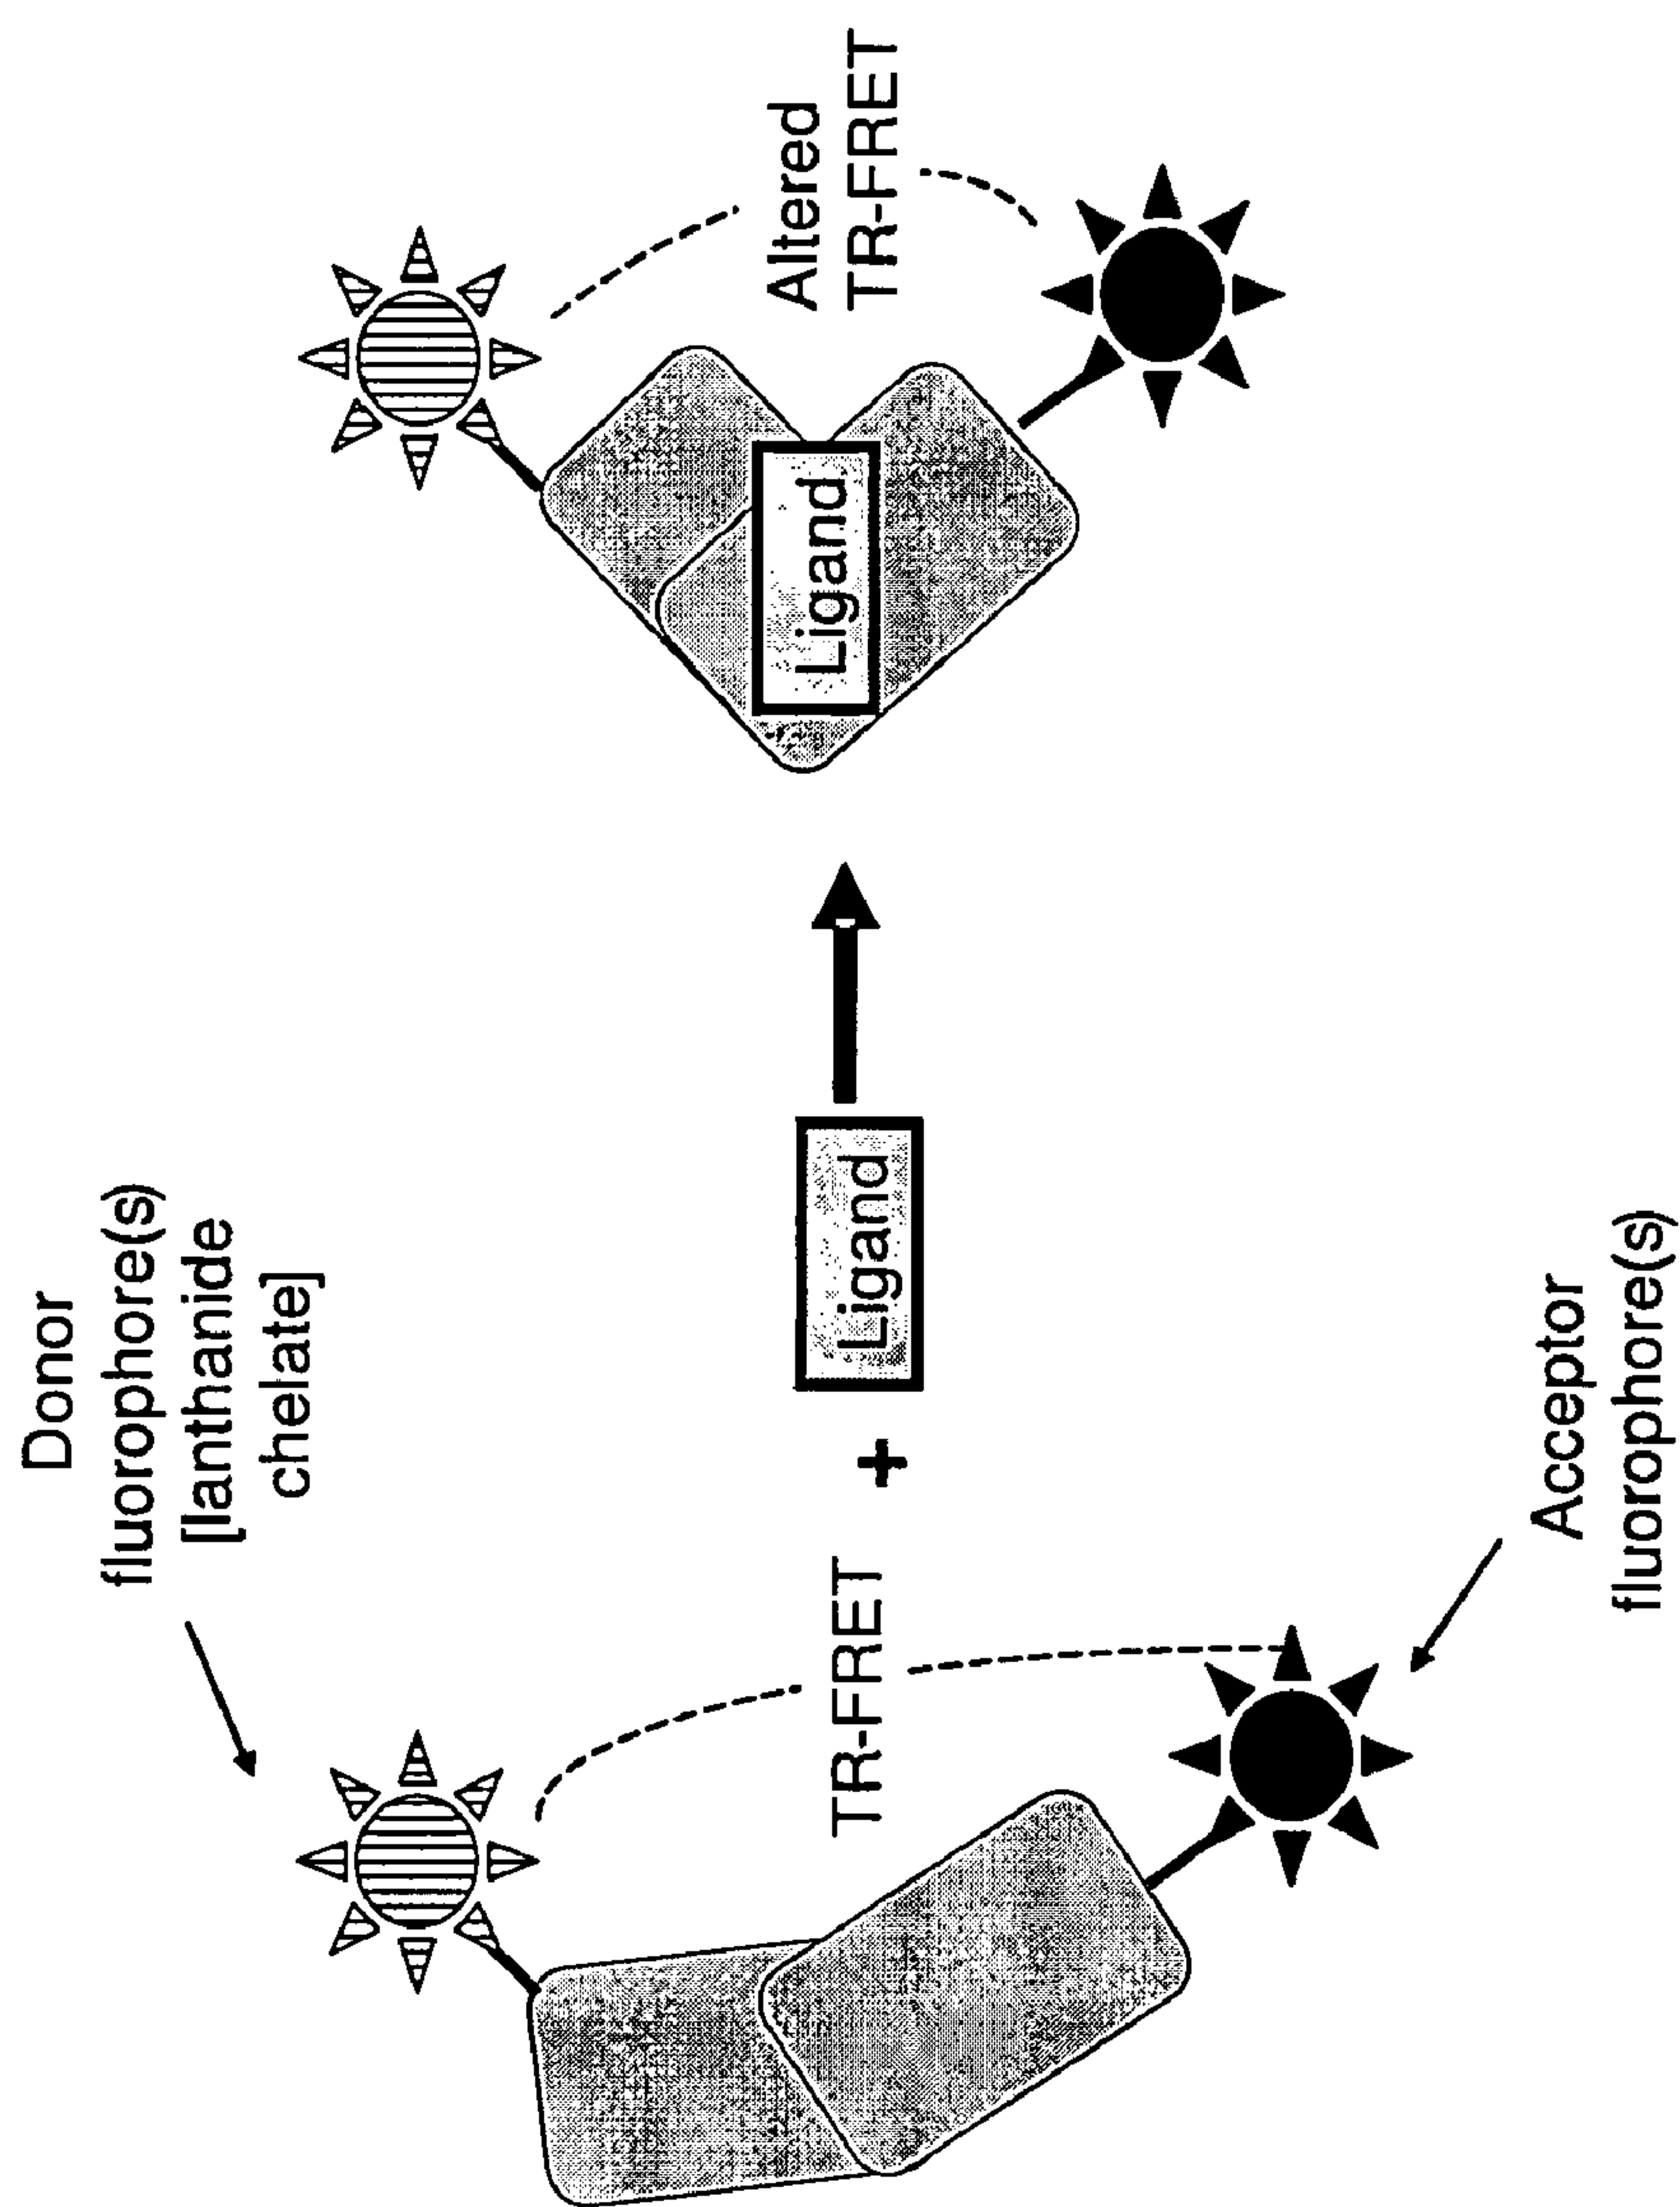 Donor
fluorophore(s)
[lanthanide
chelate]
TR-FRET
+
Ligand
Acceptor
fluorophore(s)
Ligand
Altered
TR-FRET